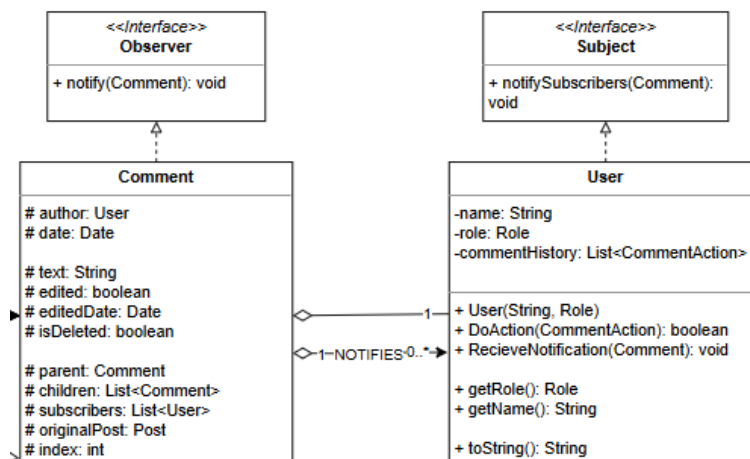 <<Interface>>
Observer
+ notify(Comment): void
<<Interface>>
Subject
+ notifySubscribers(Comment):
void
Comment
# author: User
# date: Date
# text: String
# edited: boolean
# editedDate: Date
# isDeleted: boolean
# parent: Comment
# children: List<Comment>
# subscribers: List<User>
# originalPost: Post
# index: int
1
1
NOTIFIES
0..*
User
-name: String
-role: Role
-commentHistory: List<CommentAction>
+ User(String, Role)
+ DoAction(CommentAction): boolean
+ RecieveNotification(Comment): void
+ getRole(): Role
+ getName(): String
+ toString(): String